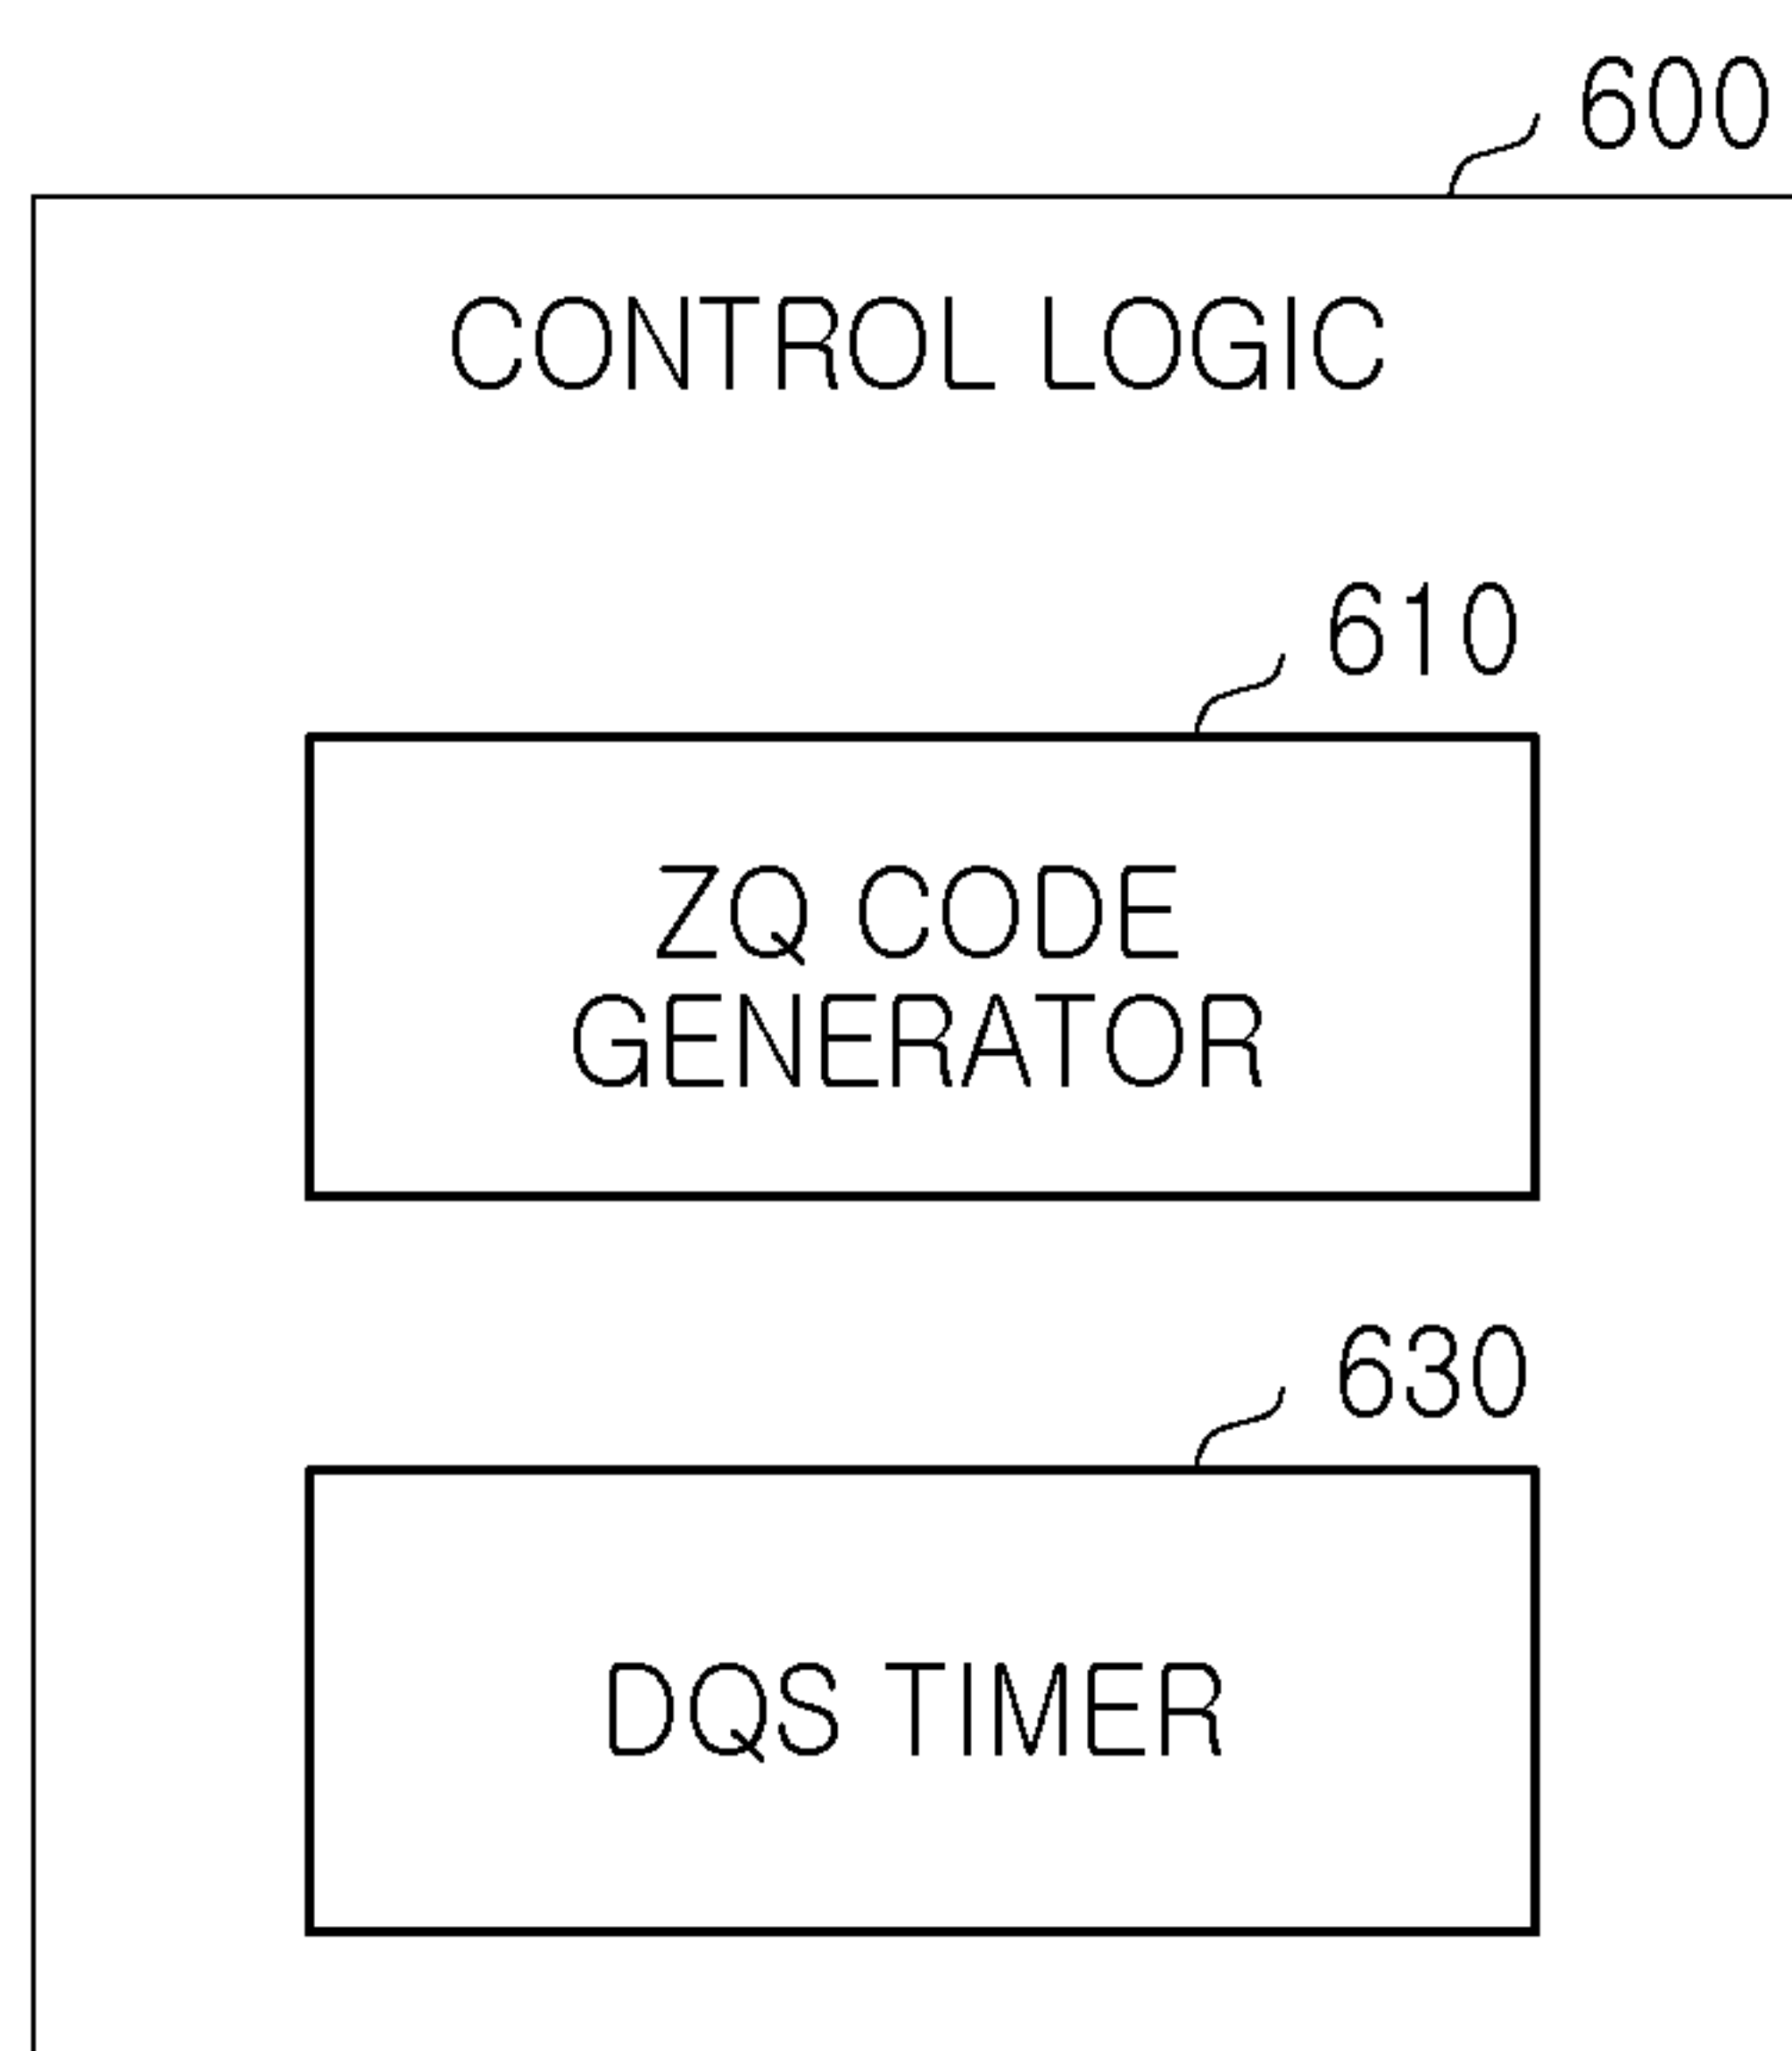 600
CONTROL LOGIC
610
ZQ CODE
GENERATOR
630
DQS TIMER